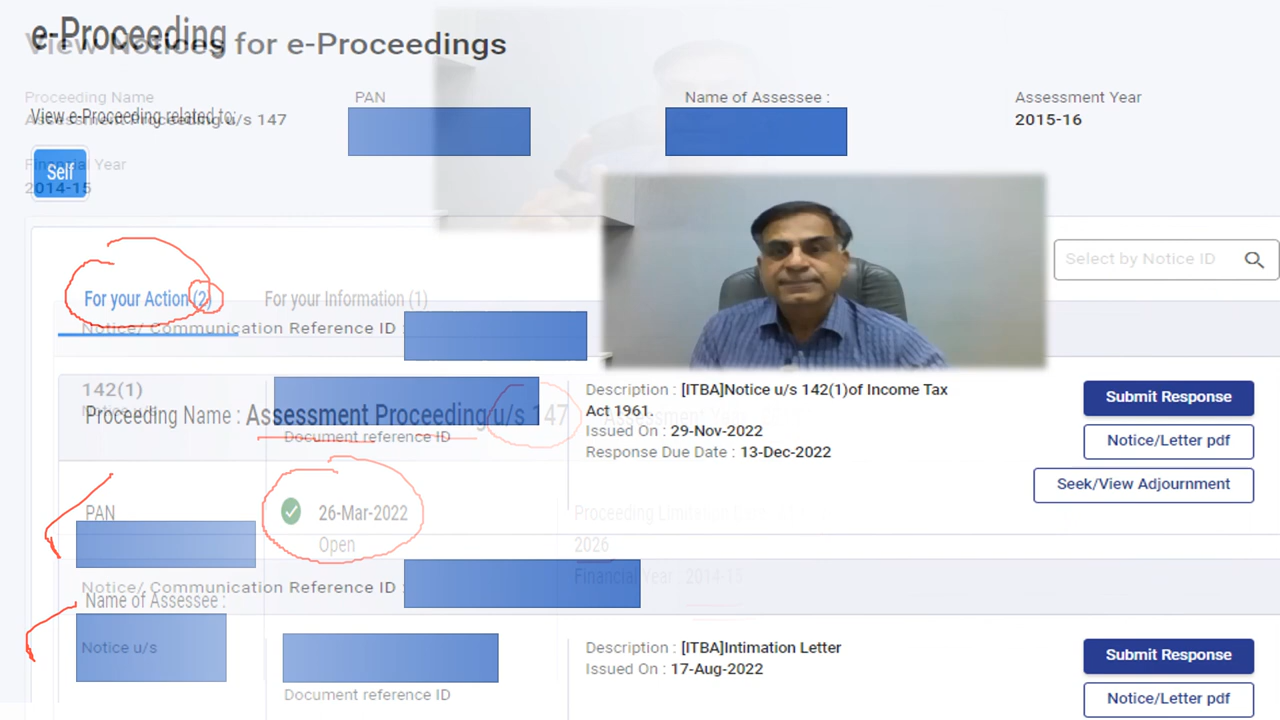 e-Proceeding
View Notices for e-Proceedings
Proceeding Name
PAN
Name of Assessee :
Assessment Year
View e-Proceeding related to:
Assessment Proceeding u/s 147
2015-16
Financial Year
Self
2014-15
Select by Notice ID
For your Action (2)
For your Information (1)
Notice/ Communication Reference ID :
142(1)
Notice u/s
Description : [ITBA]Notice u/s 142(1)of Income Tax
Act 1961.
Submit Response
Proceeding Name : Assessment Proceeding u/s 147
Assessment Year
Document reference ID
Issued On : 29-Nov-2022
Notice/Letter pdf
Response Due Date : 13-Dec-2022
Seek/View Adjournment
PAN
26-Mar-2022
Open
Proceeding Limitation
2026
Financial Year : 2014-15
Notice/ Communication Reference ID :
Name of Assessee :
Notice u/s
Description : [ITBA]Intimation Letter
Issued On : 17-Aug-2022
Submit Response
Document reference ID
Notice/Letter pdf